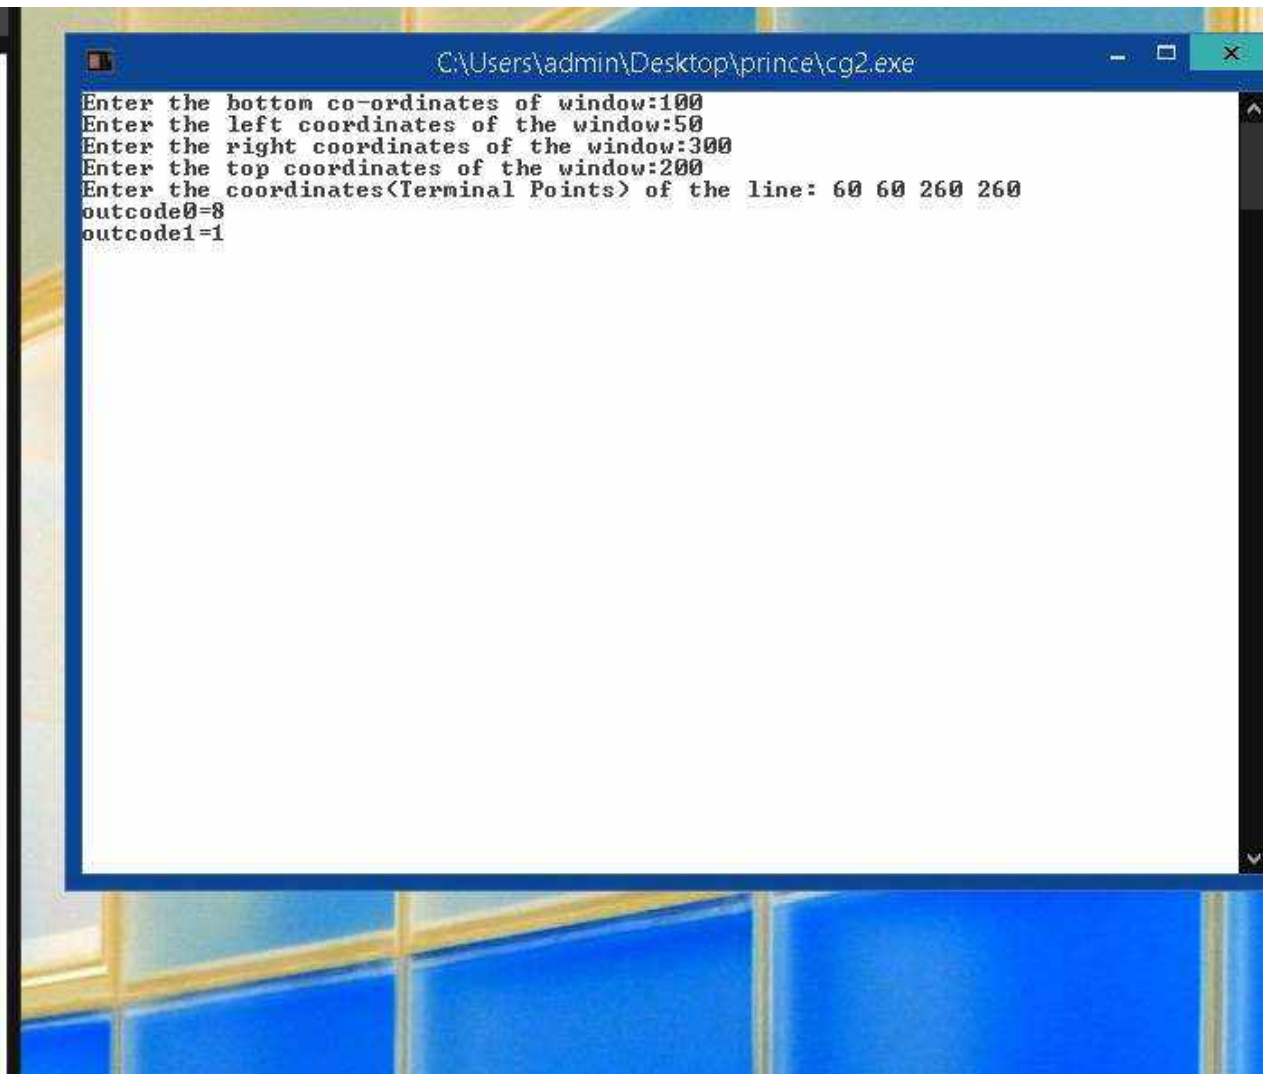 C:\Users\admin\Desktop\prince\cg2.exe
Enter the bottom co-ordinates of window:100
Enter the left coordinates of the window:50
Enter the right coordinates of the window:300
Enter the top coordinates of the window:200
Enter the coordinates(Terminal Points) of the line: 60 60 260 260
outcode0=8
outcode1=1